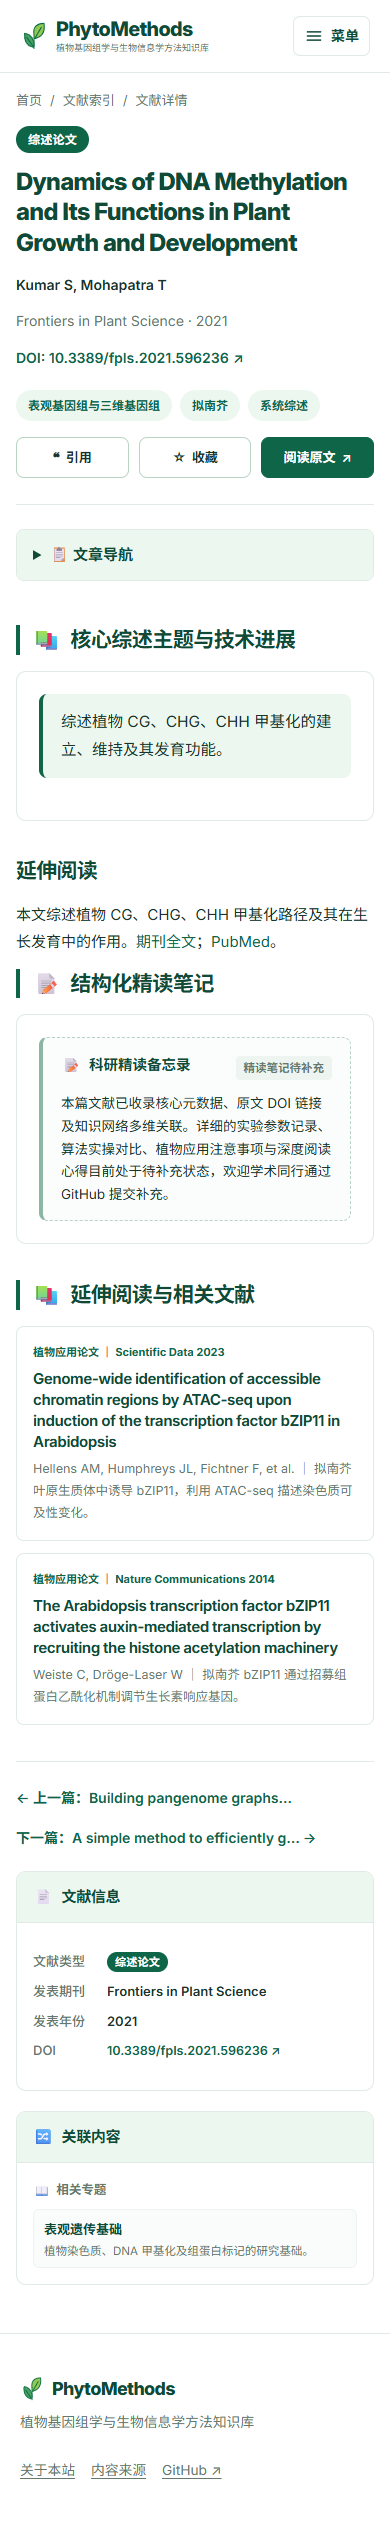 PhytoMethods
植物基因组学与生物信息学方法知识库
菜单
首页 / 文献索引 / 文献详情
综述论文
Dynamics of DNA Methylation
and Its Functions in Plant
Growth and Development
Kumar S, Mohapatra T
Frontiers in Plant Science · 2021
DOI: 10.3389/fpls.2021.596236 ↗
表观基因组与三维基因组 拟南芥 系统综述
❝ 引用 ☆ 收藏 阅读原文 ↗
▶ 📋 文章导航
📚 核心综述主题与技术进展
综述植物 CG、CHG、CHH 甲基化的建
立、维持及其发育功能。
延伸阅读
本文综述植物 CG、CHG、CHH 甲基化路径及其在生
长发育中的作用。期刊全文；PubMed。
📝 结构化精读笔记
📝 科研精读备忘录 精读笔记待补充
本篇文献已收录核心元数据、原文 DOI 链接
及知识网络多维关联。详细的实验参数记录、
算法实操对比、植物应用注意事项与深度阅读
心得目前处于待补充状态，欢迎学术同行通过
GitHub 提交补充。
📚 延伸阅读与相关文献
植物应用论文 ｜ Scientific Data 2023
Genome-wide identification of accessible
chromatin regions by ATAC-seq upon
induction of the transcription factor bZIP11 in
Arabidopsis
Hellens AM, Humphreys JL, Fichtner F, et al. ｜ 拟南芥
叶原生质体中诱导 bZIP11，利用 ATAC-seq 描述染色质可
及性变化。
植物应用论文 ｜ Nature Communications 2014
The Arabidopsis transcription factor bZIP11
activates auxin-mediated transcription by
recruiting the histone acetylation machinery
Weiste C, Dröge-Laser W ｜ 拟南芥 bZIP11 通过招募组
蛋白乙酰化机制调节生长素响应基因。
← 上一篇：Building pangenome graphs...
下一篇：A simple method to efficiently g... →
📄 文献信息
文献类型 综述论文
发表期刊 Frontiers in Plant Science
发表年份 2021
DOI 10.3389/fpls.2021.596236 ↗
🔀 关联内容
📖 相关专题
表观遗传基础
植物染色质、DNA 甲基化及组蛋白标记的研究基础。
PhytoMethods
植物基因组学与生物信息学方法知识库
关于本站 内容来源 GitHub ↗